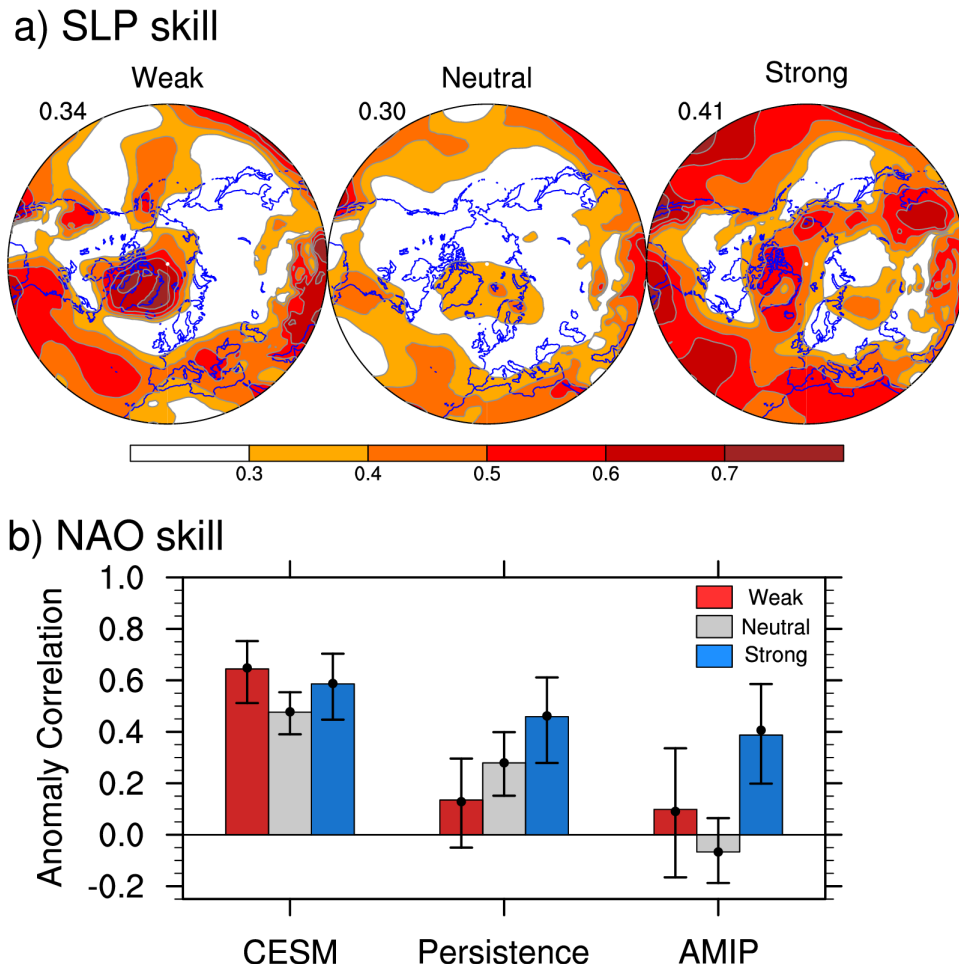 a) SLP skill
Weak Neutral Strong
0.34 0.30 0.41
0.3 0.4 0.5 0.6 0.7
b) NAO skill
Anomaly Correlation
1.0
0.8
0.6
0.4
0.2
0.0
-0.2
Weak
Neutral
Strong
CESM Persistence AMIP